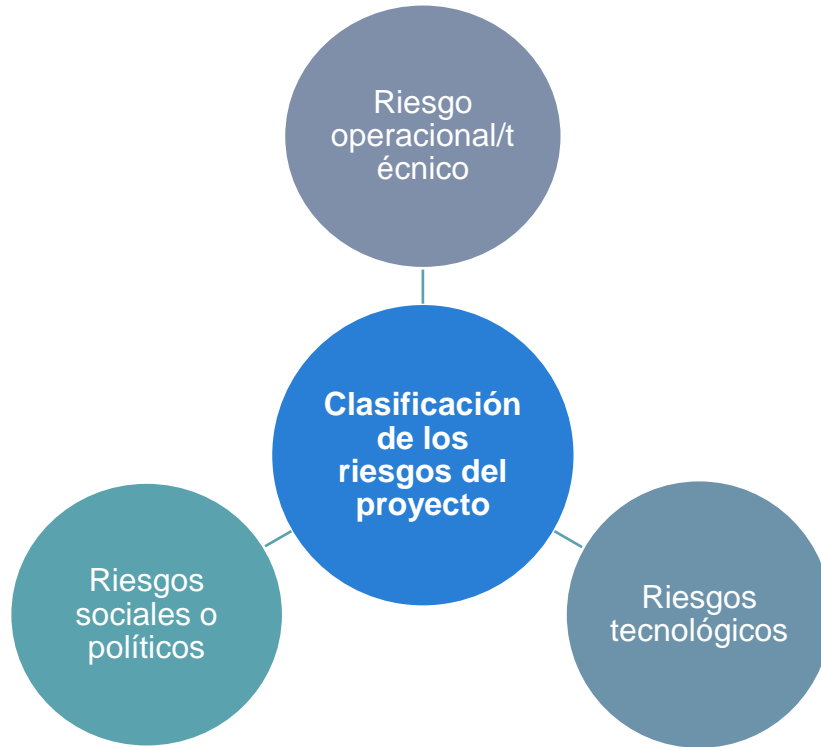 Riesgo
operacional/t
écnico
Clasificación
de los
riesgos del
proyecto
Riesgos
sociales o
políticos
Riesgos
tecnológicos